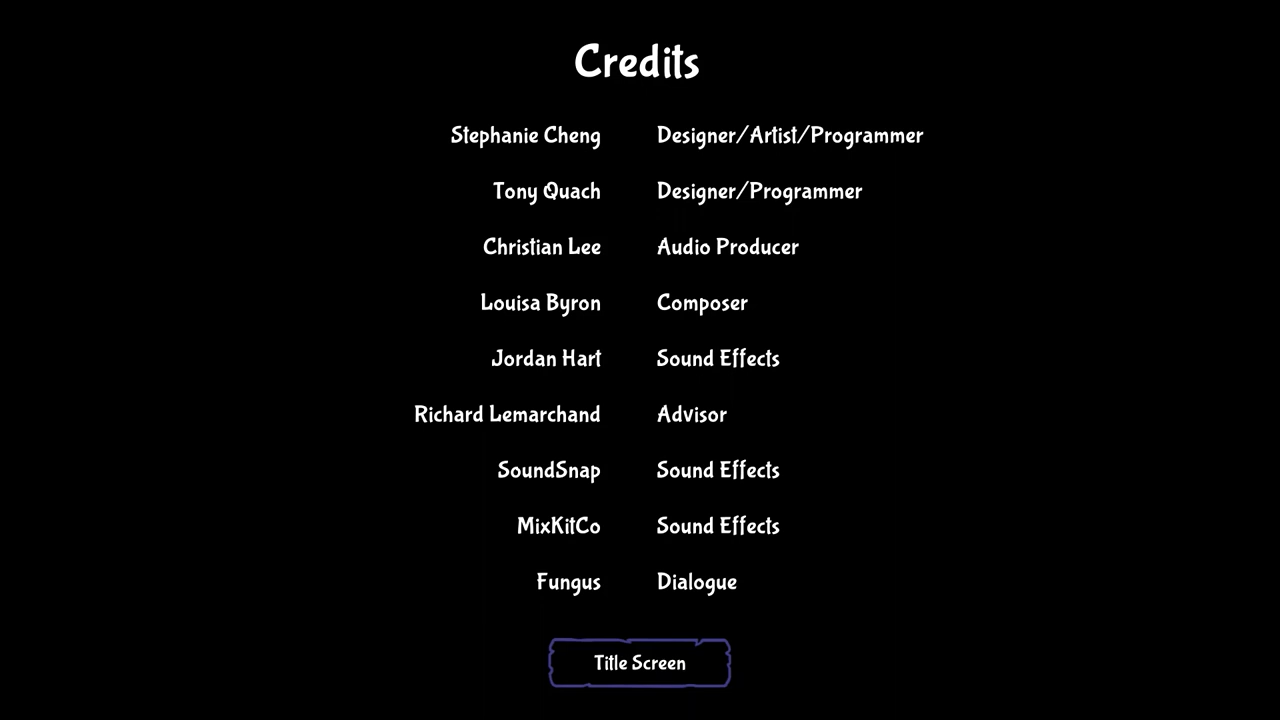 Credits
Stephanie Cheng Designer/Artist/Programmer
Tony Quach Designer/Programmer
Christian Lee Audio Producer
Louisa Byron Composer
Jordan Hart Sound Effects
Richard Lemarchand Advisor
SoundSnap Sound Effects
MixKitCo Sound Effects
Fungus Dialogue
Title Screen